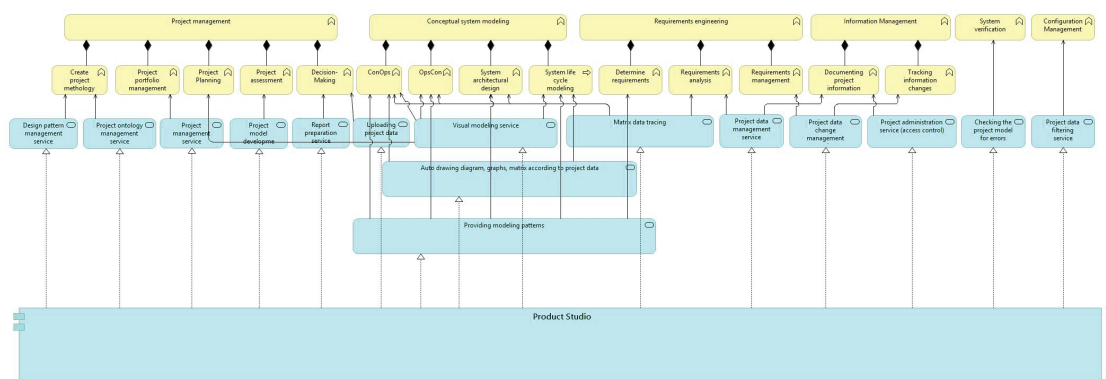 Project management
Conceptual system modeling
Requirements engineering
Information Management
System
verification
Configuration
Management
Create
project
methology
Project
portfolio
management
Project
Planning
Project
assessment
Decision-
Making
ConOps
OpsCon
System
architectural
design
System life
cycle
modeling
Determine
requirements
Requirements
analysis
Requirements
management
Documenting
project
information
Tracking
information
changes
Design pattern
management
service
Project ontology
management
service
Project
management
service
Project
model
developme
Report
preparation
service
Uploading
project data
Visual modeling service
Matrix data tracing
Project data
management
service
Project data
change
management
Project administration
service (access control)
Checking the
project model
for errors
Project data
filtering
service
Auto drawing diagram, graphs, matrix according to project data
Providing modeling patterns
Product Studio